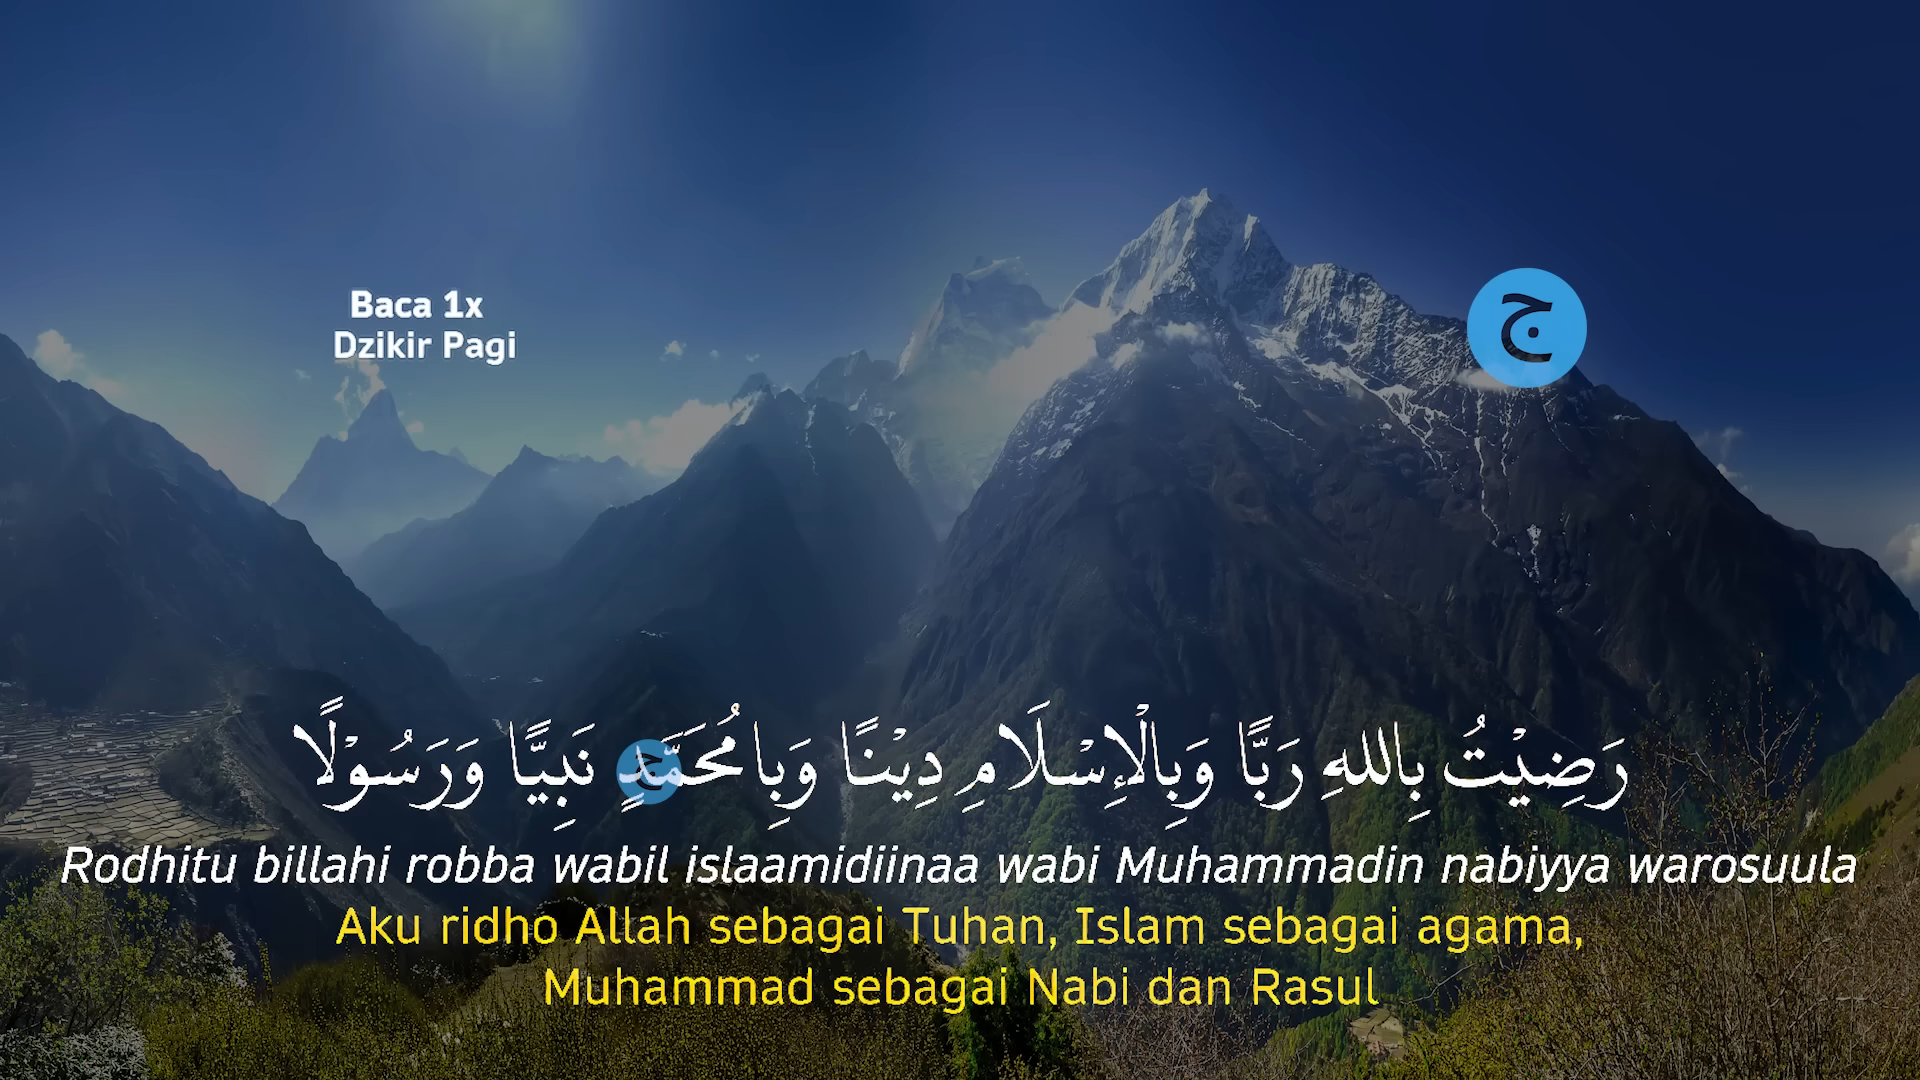 Baca 1x
Dzikir Pagi
ج
رَضِيْتُ بِاللهِ رَبًّا وَبِالْإِسْلَامِ دِيْنًا وَبِامُحَمَّدٍ نَبِيًّا وَرَسُوْلًا
ج
Rodhitu billahi robba wabil islaamidiinaa wabi Muhammadin nabiyya warosuula
Aku ridho Allah sebagai Tuhan, Islam sebagai agama,
Muhammad sebagai Nabi dan Rasul